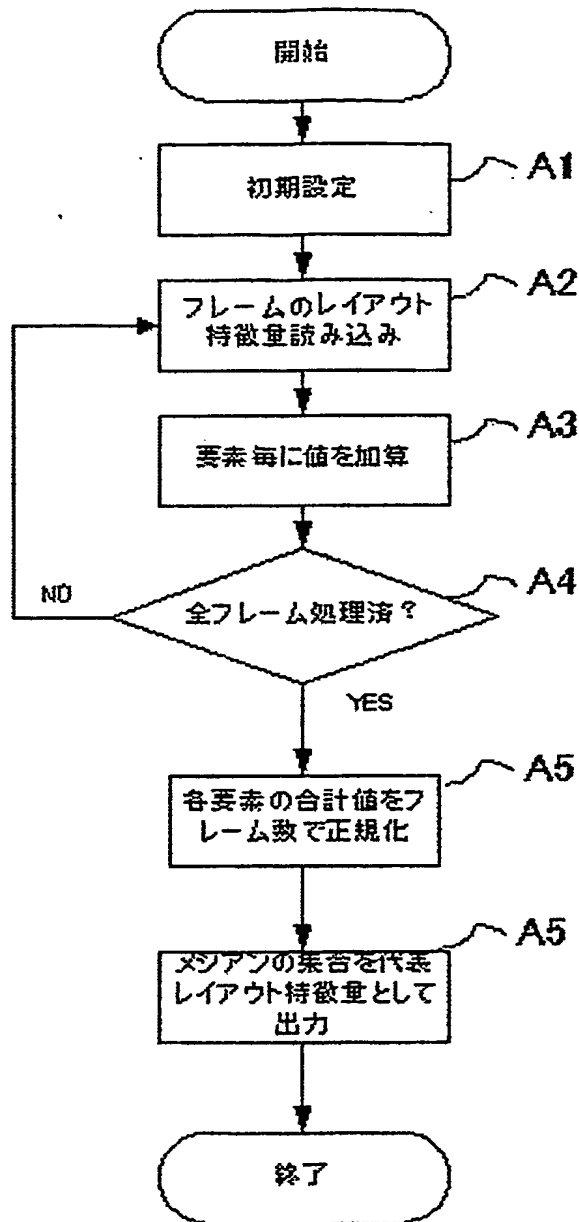 開始
初期設定
A1
フレームのレイアウト
特徴量読み込み
A2
要素毎に値を加算
A3
全フレーム処理済?
A4
NO
YES
各要素の合計値をフ
レーム数で正規化
A5
メジアンの集合を代表
レイアウト特徴量として
出力
A5
終了